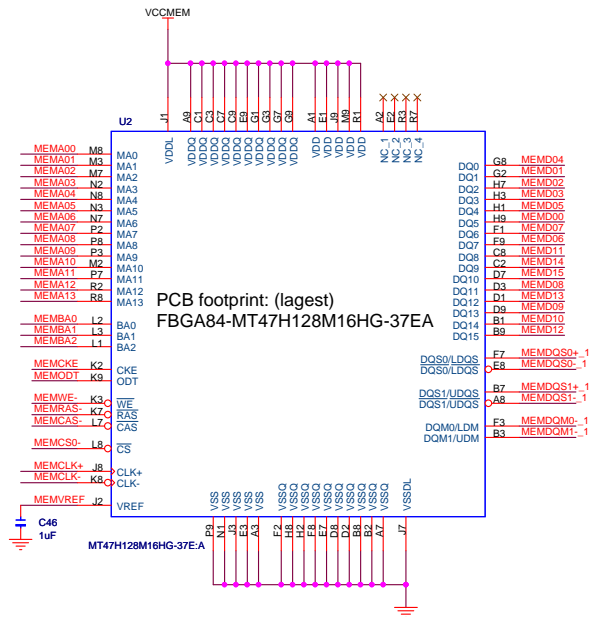 VCCMEM
U2
J1 A9 C1 C3 C7 C9 E9 G1 G3 G7 G9 A1 E1 J9 M9 R1 A2 E2 R3 R7
VDDL VDDQ VDDQ VDDQ VDDQ VDDQ VDDQ VDDQ VDDQ VDDQ VDDQ VDD VDD VDD VDD VDD NC_1 NC_2 NC_3 NC_4
MEMA00 M8 MA0
MEMA01 M3 MA1
MEMA02 M7 MA2
MEMA03 N2 MA3
MEMA04 N8 MA4
MEMA05 N3 MA5
MEMA06 N7 MA6
MEMA07 P2 MA7
MEMA08 P8 MA8
MEMA09 P3 MA9
MEMA10 M2 MA10
MEMA11 P7 MA11
MEMA12 R2 MA12
MEMA13 R8 MA13
MEMBA0 L2 BA0
MEMBA1 L3 BA1
MEMBA2 L1 BA2
MEMCKE K2 CKE
MEMODT K9 ODT
MEMWE- K3 WE
MEMRAS- K7 RAS
MEMCAS- L7 CAS
MEMCS0- L8 CS
MEMCLK+ J8 CLK+
MEMCLK- K8 CLK-
MEMVREF J2 VREF
PCB footprint: (lagest)
FBGA84-MT47H128M16HG-37EA
DQ0 G8 MEMD04
DQ1 G2 MEMD01
DQ2 H7 MEMD02
DQ3 H3 MEMD03
DQ4 H1 MEMD05
DQ5 H9 MEMD00
DQ6 F1 MEMD07
DQ7 F9 MEMD06
DQ8 C8 MEMD11
DQ9 C2 MEMD14
DQ10 D7 MEMD15
DQ11 D3 MEMD08
DQ12 D1 MEMD13
DQ13 D9 MEMD09
DQ14 B1 MEMD10
DQ15 B9 MEMD12
DQS0/LDQS F7 MEMDQS0+_1
DQS0/LDQS E8 MEMDQS0-_1
DQS1/UDQS B7 MEMDQS1+_1
DQS1/UDQS A8 MEMDQS1-_1
DQM0/LDM F3 MEMDQM0-_1
DQM1/UDM B3 MEMDQM1-_1
VSS VSS VSS VSS VSS VSSQ VSSQ VSSQ VSSQ VSSQ VSSQ VSSQ VSSQ VSSQ VSSQ VSSDL
P9 N1 J3 E3 A3 F2 H8 H2 F8 E7 D8 D2 B8 B2 A7 J7
C46
1uF
MT47H128M16HG-37E:A